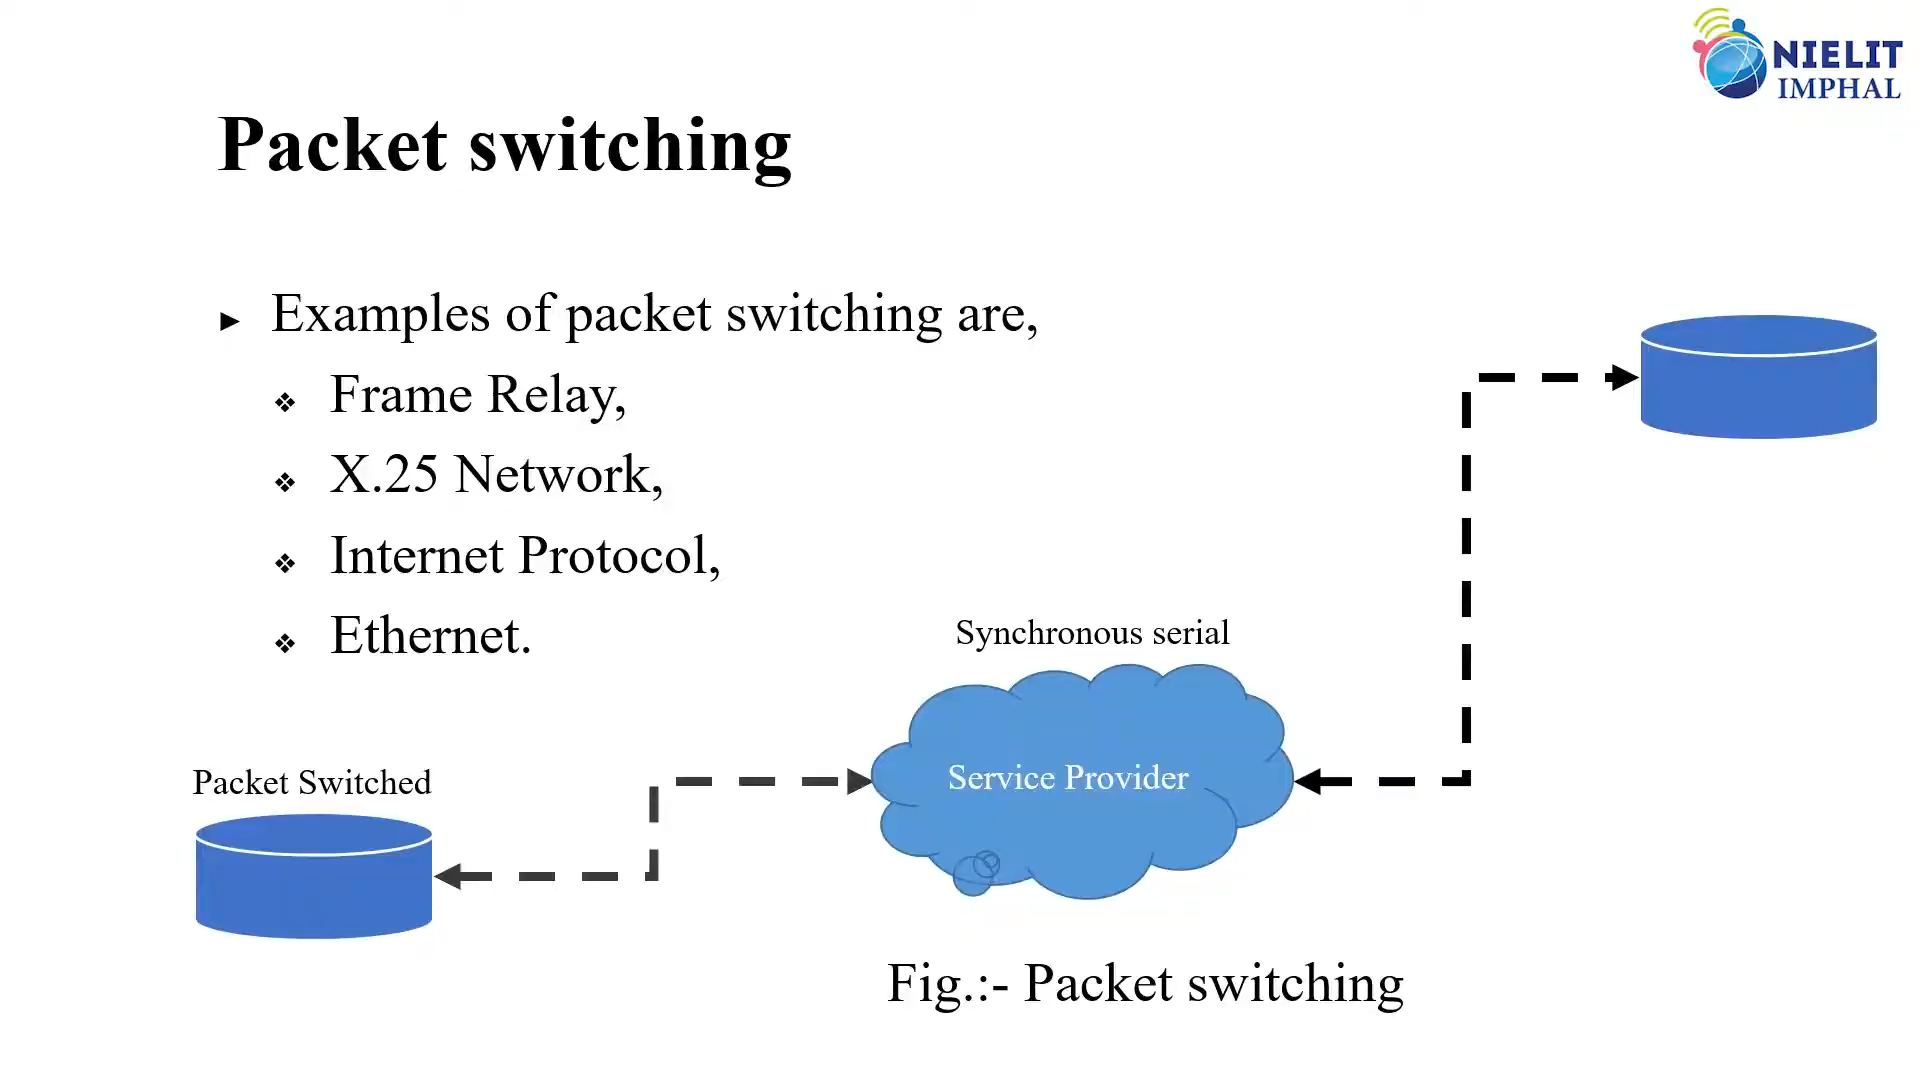 NIELIT
IMPHAL
Packet switching
► Examples of packet switching are,
❖ Frame Relay,
❖ X.25 Network,
❖ Internet Protocol,
❖ Ethernet.
Synchronous serial
Packet Switched
Service Provider
Fig.:- Packet switching